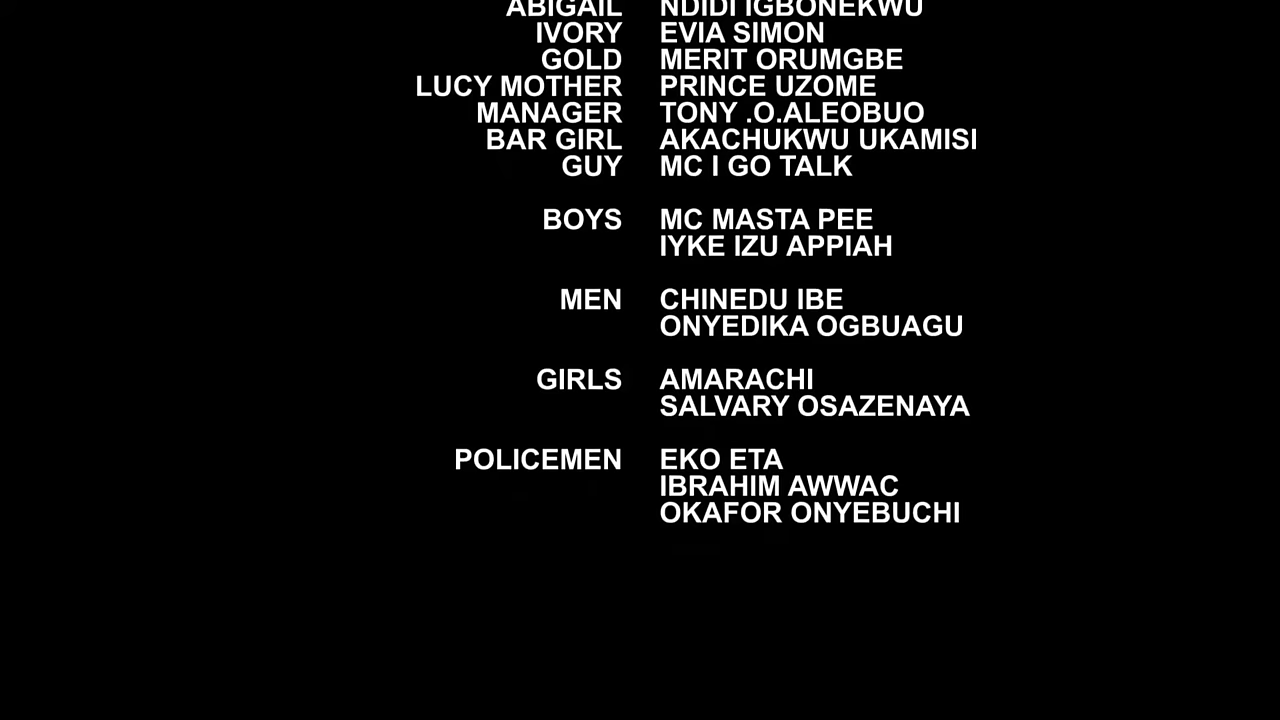 ABIGAIL NDIDI IGBONEKWU
IVORY EVIA SIMON
GOLD MERIT ORUMGBE
LUCY MOTHER PRINCE UZOME
MANAGER TONY .O.ALEOBUO
BAR GIRL AKACHUKWU UKAMISI
GUY MC I GO TALK
BOYS MC MASTA PEE
IYKE IZU APPIAH
MEN CHINEDU IBE
ONYEDIKA OGBUAGU
GIRLS AMARACHI
SALVARY OSAZENAYA
POLICEMEN EKO ETA
IBRAHIM AWWAC
OKAFOR ONYEBUCHI